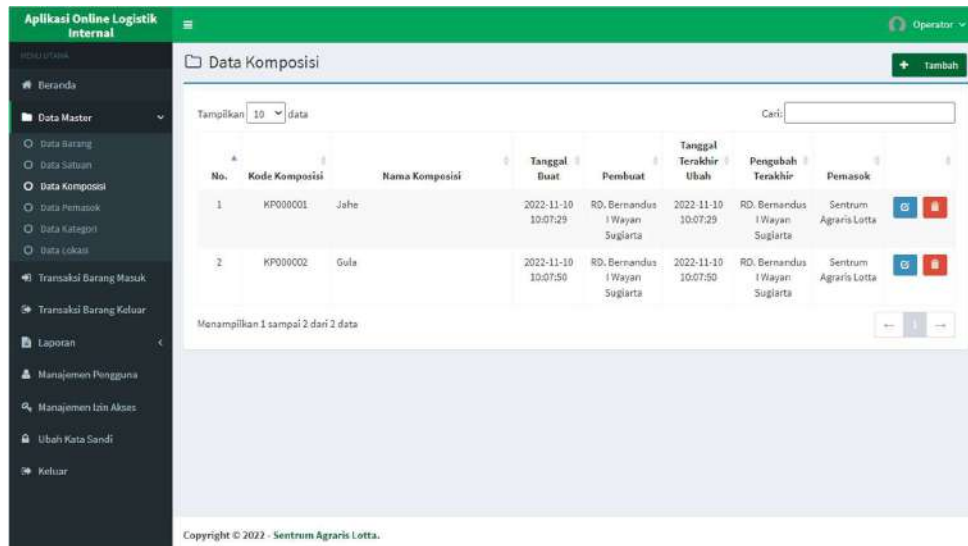 Aplikasi Online Logistik
Internal
Operator
MENU UTAMA
Beranda
Data Master
Data Barang
Data Satuan
Data Komposisi
Data Pemasok
Data Kategori
Data Lokasi
Transaksi Barang Masuk
Transaksi Barang Keluar
Laporan
Manajemen Pengguna
Manajemen Izin Akses
Ubah Kata Sandi
Keluar
Data Komposisi
+ Tambah
Tampilkan 10 data
Cari:
No. Kode Komposisi Nama Komposisi Tanggal Buat Pembuat Tanggal Terakhir Ubah Pengubah Terakhir Pemasok
1 KP000001 Jahe 2022-11-10 RD. Bernandus 2022-11-10 RD. Bernandus Sentrum
10:07:29 I Wayan 10:07:29 I Wayan Agraris Lotta
Sugiarta Sugiarta
2 KP000002 Gula 2022-11-10 RD. Bernandus 2022-11-10 RD. Bernandus Sentrum
10:07:50 I Wayan 10:07:50 I Wayan Agraris Lotta
Sugiarta Sugiarta
Menampilkan 1 sampai 2 dari 2 data
← 1 →
Copyright © 2022 - Sentrum Agraris Lotta.